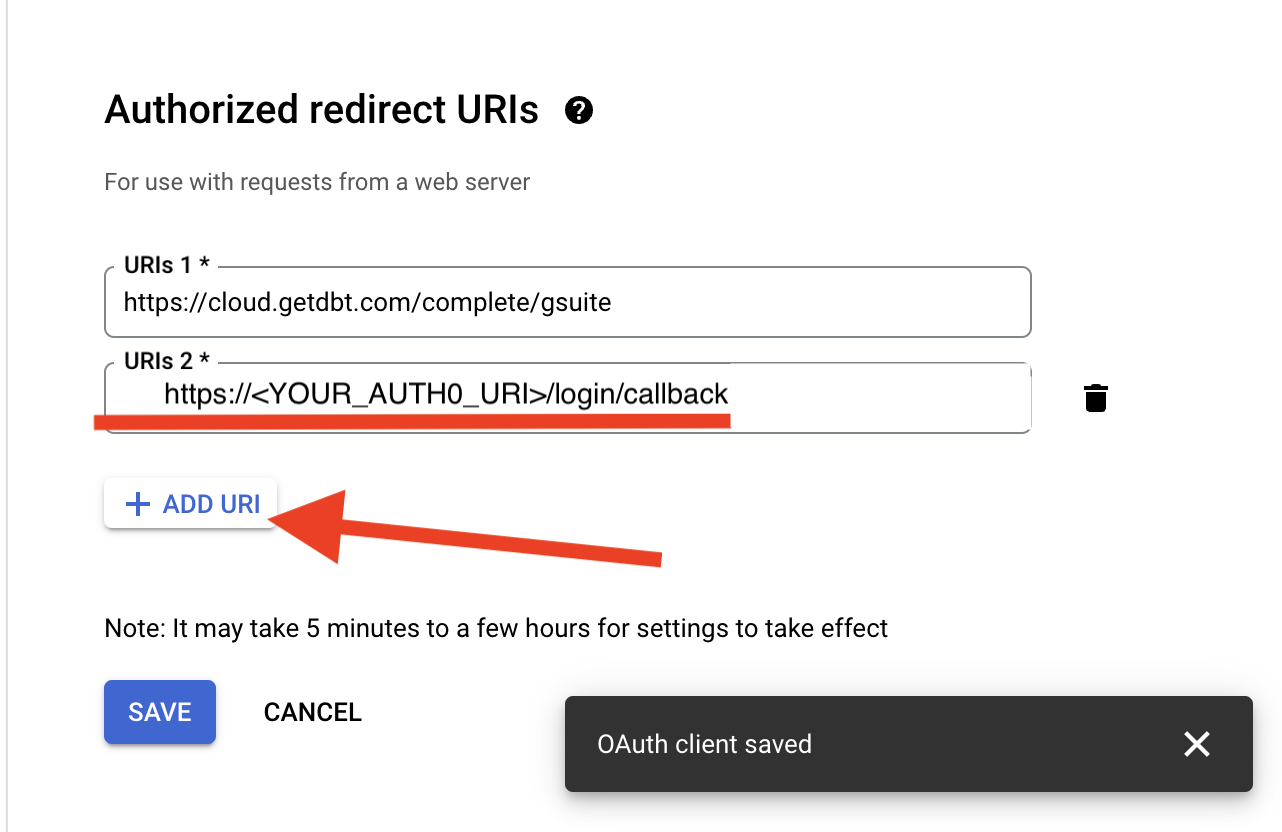 Authorized redirect URIs
For use with requests from a web server
URIs 1 *
https://cloud.getdbt.com/complete/gsuite
URIs 2 *
https://<YOUR_AUTH0_URI>/login/callback
+ ADD URI
Note: It may take 5 minutes to a few hours for settings to take effect
SAVE CANCEL
OAuth client saved